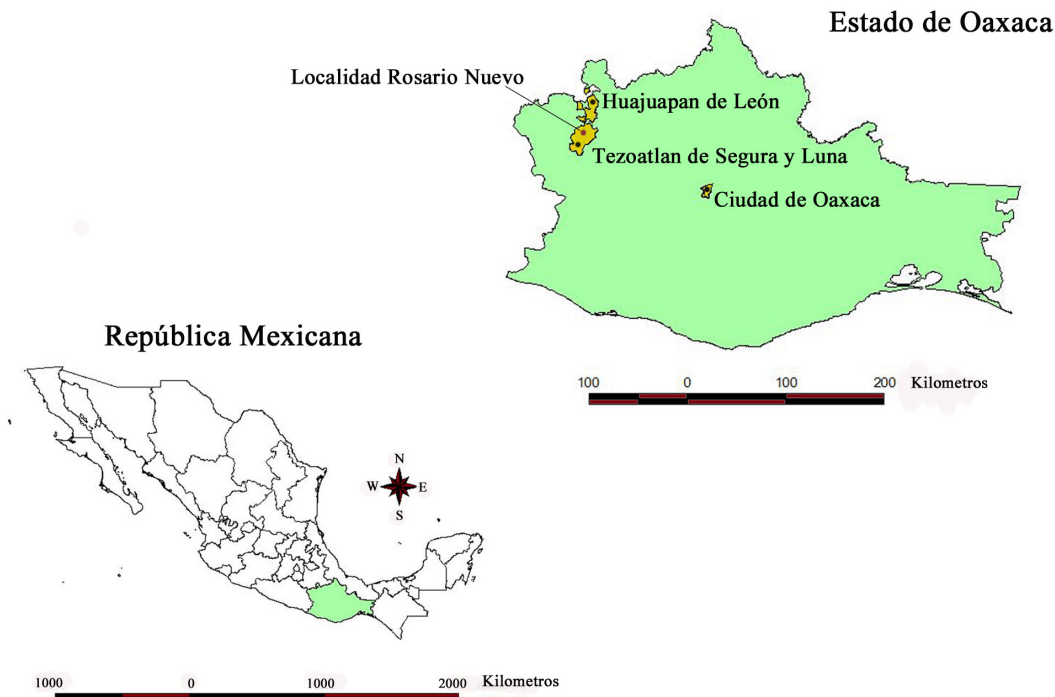 Estado de Oaxaca
Localidad Rosario Nuevo
Huajuapan de León
Tezoatlan de Segura y Luna
Ciudad de Oaxaca
República Mexicana
100 0 100 200 Kilometros
N
W E
S
1000 0 1000 2000 Kilometros